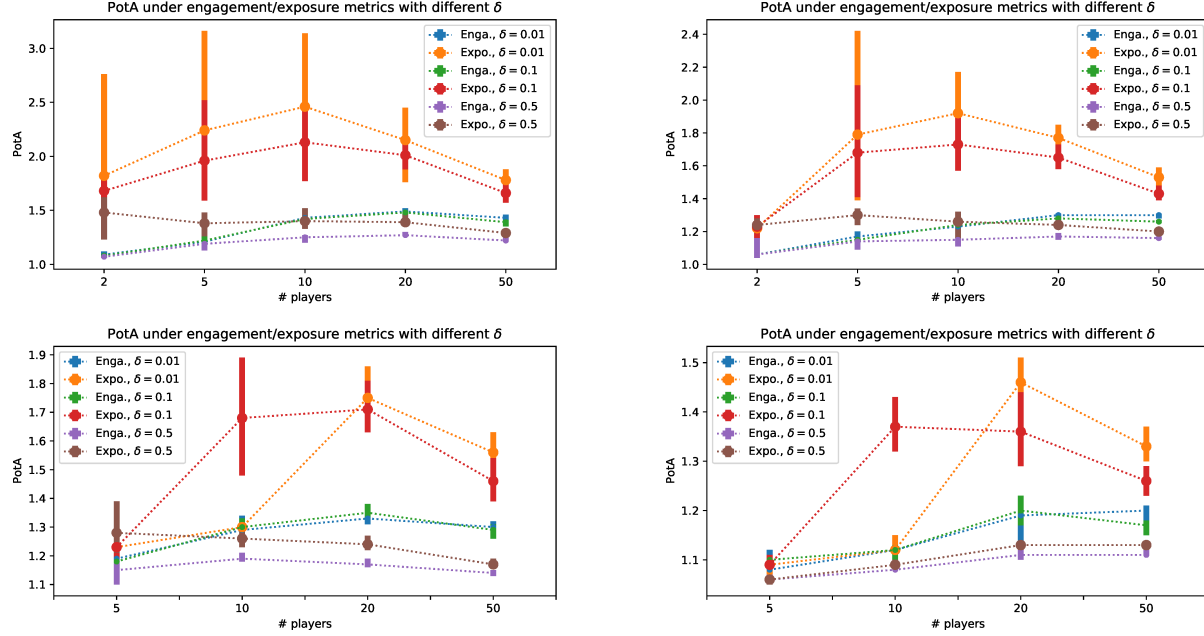 PotA under engagement/exposure metrics with different δ
3.0
2.5
2.0
1.5
1.0
PotA
2
5
10
20
50
# players
Enga., δ = 0.01
Expo., δ = 0.01
Enga., δ = 0.1
Expo., δ = 0.1
Enga., δ = 0.5
Expo., δ = 0.5
PotA under engagement/exposure metrics with different δ
2.4
2.2
2.0
1.8
1.6
1.4
1.2
1.0
PotA
2
5
10
20
50
# players
Enga., δ = 0.01
Expo., δ = 0.01
Enga., δ = 0.1
Expo., δ = 0.1
Enga., δ = 0.5
Expo., δ = 0.5
PotA under engagement/exposure metrics with different δ
1.9
1.8
1.7
1.6
1.5
1.4
1.3
1.2
1.1
PotA
5
10
20
50
# players
Enga., δ = 0.01
Expo., δ = 0.01
Enga., δ = 0.1
Expo., δ = 0.1
Enga., δ = 0.5
Expo., δ = 0.5
PotA under engagement/exposure metrics with different δ
1.5
1.4
1.3
1.2
1.1
PotA
5
10
20
50
# players
Enga., δ = 0.01
Expo., δ = 0.01
Enga., δ = 0.1
Expo., δ = 0.1
Enga., δ = 0.5
Expo., δ = 0.5